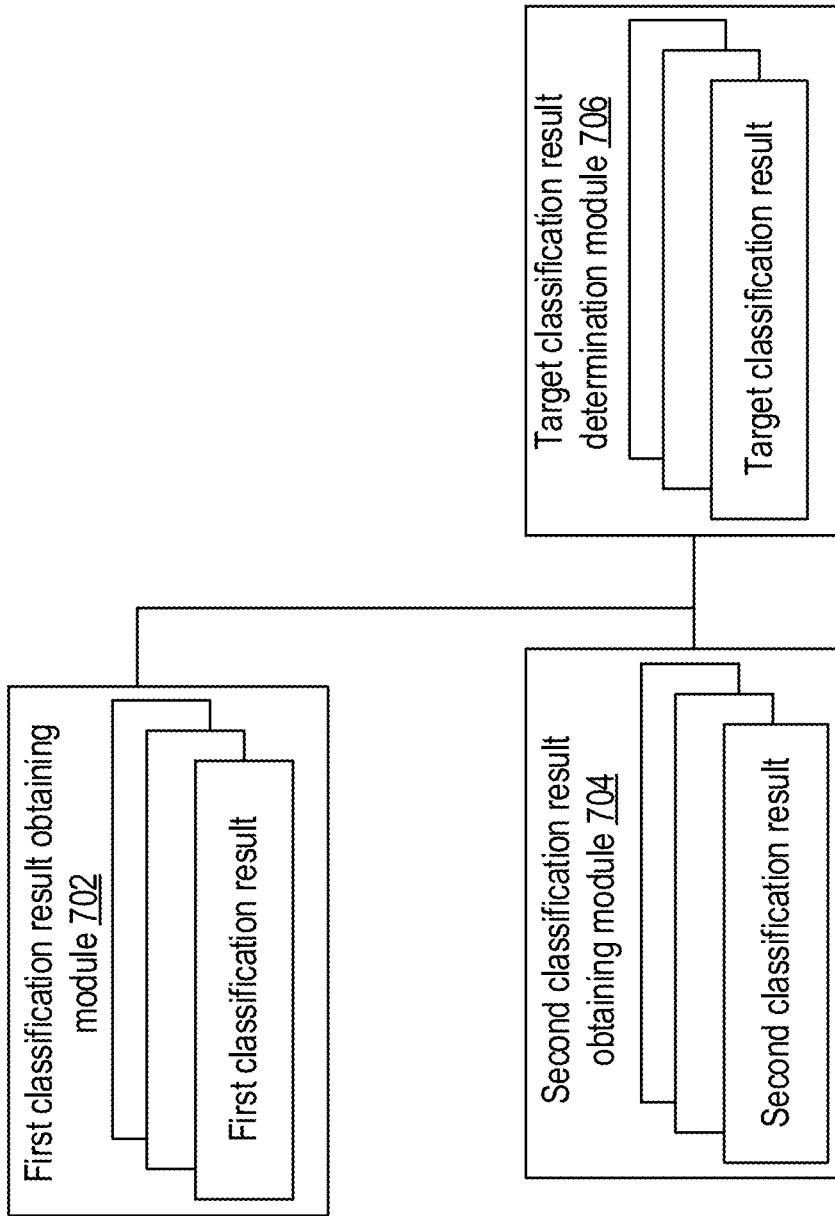 First classification result obtaining
module 702
First classification result
Second classification result
obtaining module 704
Second classification result
Target classification result
determination module 706
Target classification result